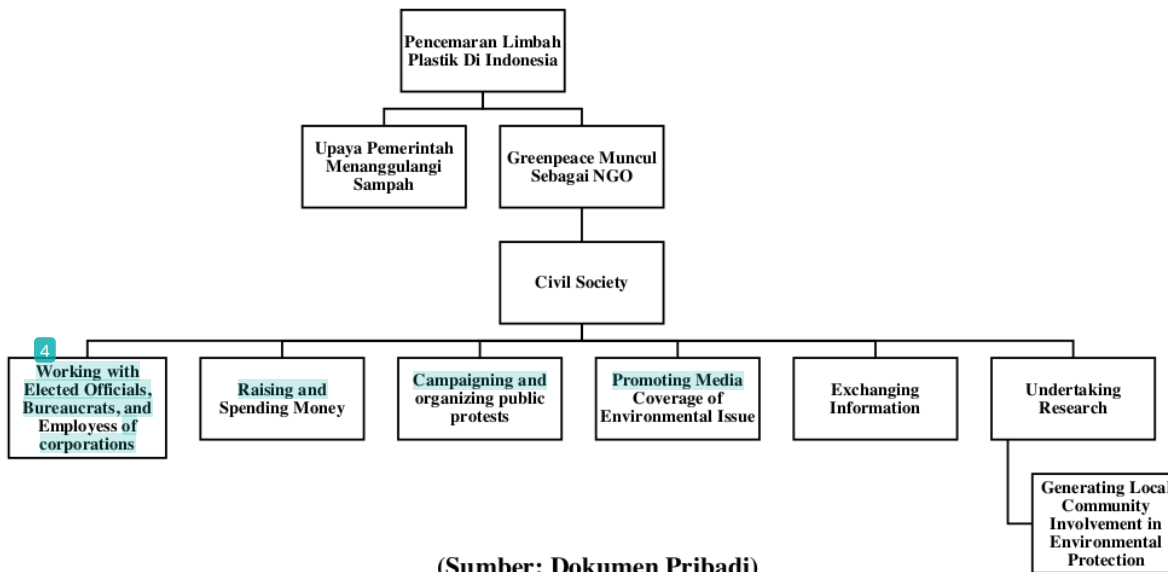 Pencemaran Limbah
Plastik Di Indonesia
Upaya Pemerintah
Menanggulangi
Sampah
Greenpeace Muncul
Sebagai NGO
Civil Society
4
Working with
Elected Officials,
Bureaucrats, and
Employess of
corporations
Raising and
Spending Money
Campaigning and
organizing public
protests
Promoting Media
Coverage of
Environmental Issue
Exchanging
Information
Undertaking
Research
Generating Local
Community
Involvement in
Environmental
Protection
(Sumber: Dokumen Pribadi)